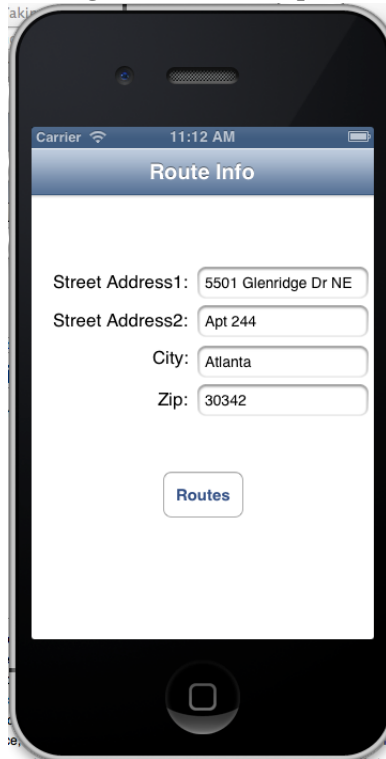 Carrier 11:12 AM
Route Info
Street Address1: 5501 Glenridge Dr NE
Street Address2: Apt 244
City: Atlanta
Zip: 30342
Routes